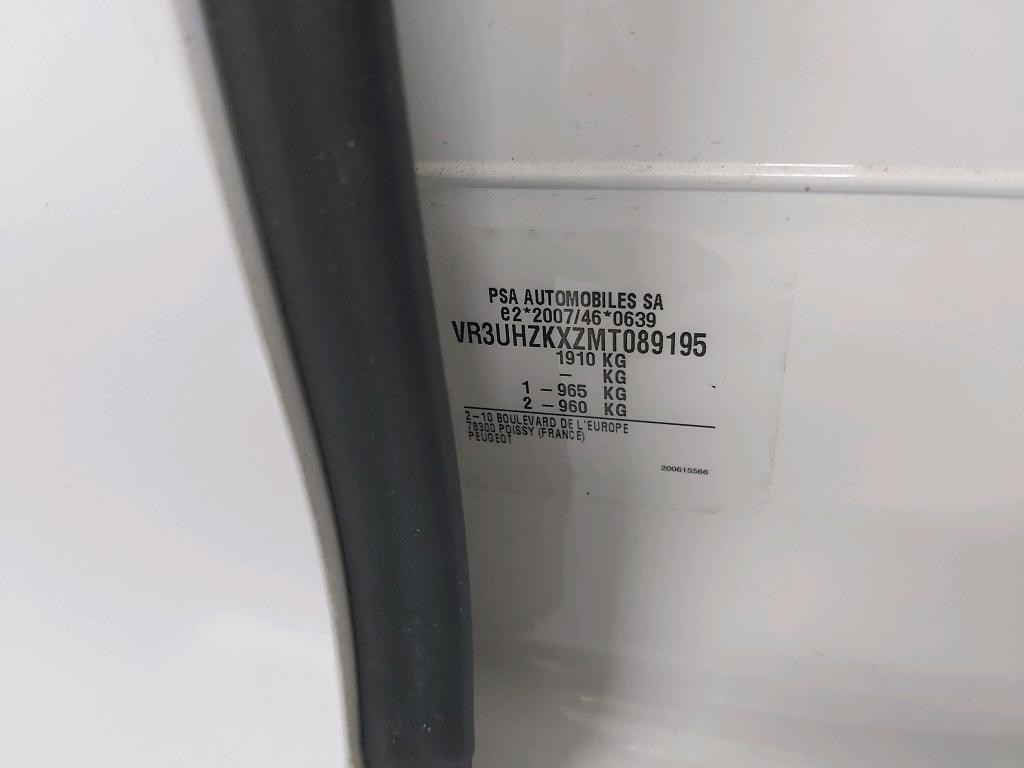 PSA AUTOMOBILES SA
e2*2007/46*0639
VR3UHZKXZMT089195
1910 KG
– KG
1 – 965 KG
2 – 960 KG
2–10 BOULEVARD DE L'EUROPE
78300 POISSY (FRANCE)
PEUGEOT
200615566